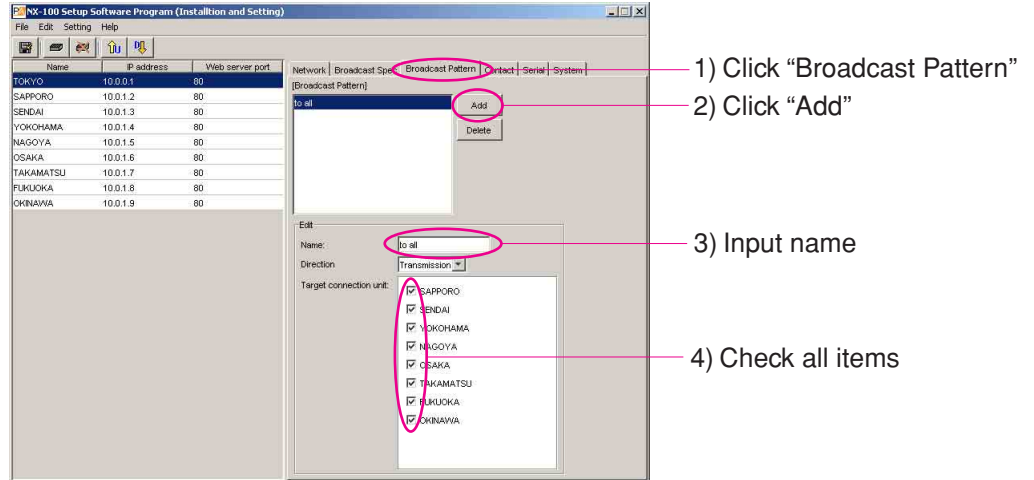 NX-100 Setup Software Program (Installtion and Setting)
File Edit Setting Help
Name IP address Web server port
TOKYO 10.0.0.1 80
SAPPORO 10.0.1.2 80
SENDAI 10.0.1.3 80
YOKOHAMA 10.0.1.4 80
NAGOYA 10.0.1.5 80
OSAKA 10.0.1.6 80
TAKAMATSU 10.0.1.7 80
FUKUOKA 10.0.1.8 80
OKINAWA 10.0.1.9 80
Network Broadcast Spe Broadcast Pattern Contact Serial System
[Broadcast Pattern]
to all
Add
Delete
Edit
Name: to all
Direction Transmission
Target connection unit:
SAPPORO
SENDAI
YOKOHAMA
NAGOYA
OSAKA
TAKAMATSU
FUKUOKA
OKINAWA
1) Click “Broadcast Pattern”
2) Click “Add”
3) Input name
4) Check all items